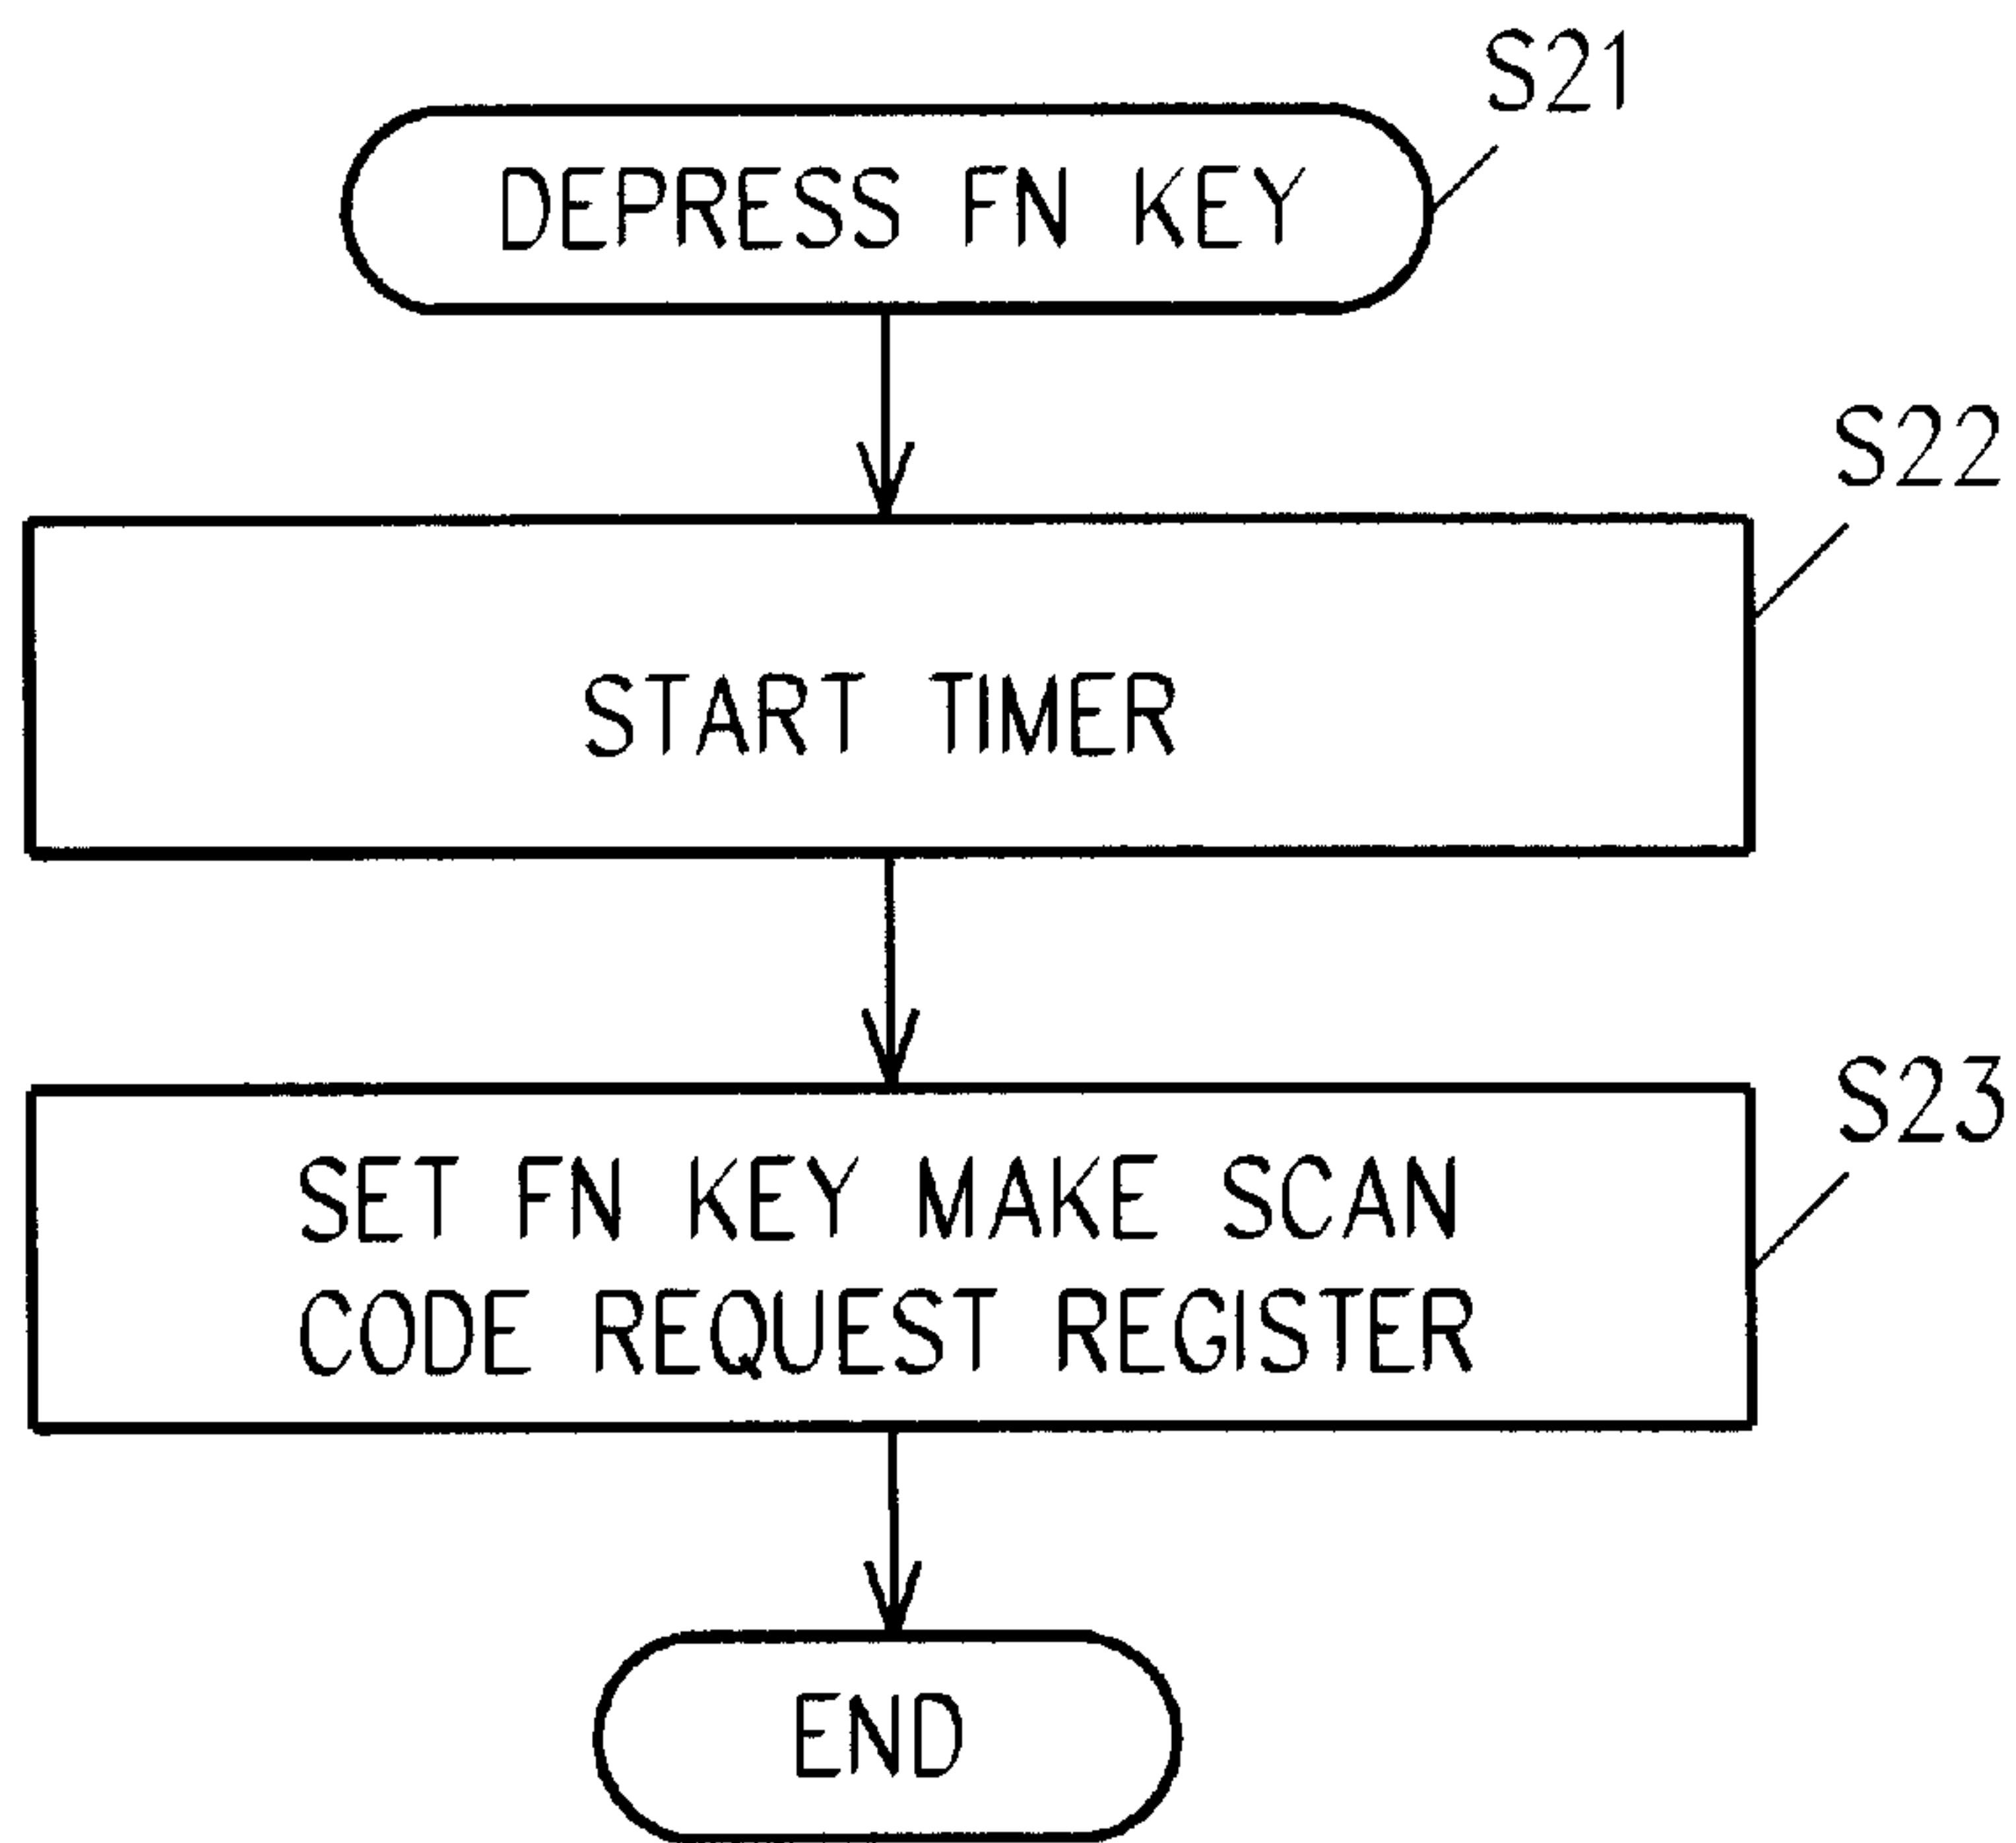 S21
DEPRESS FN KEY
S22
START TIMER
S23
SET FN KEY MAKE SCAN
CODE REQUEST REGISTER
END